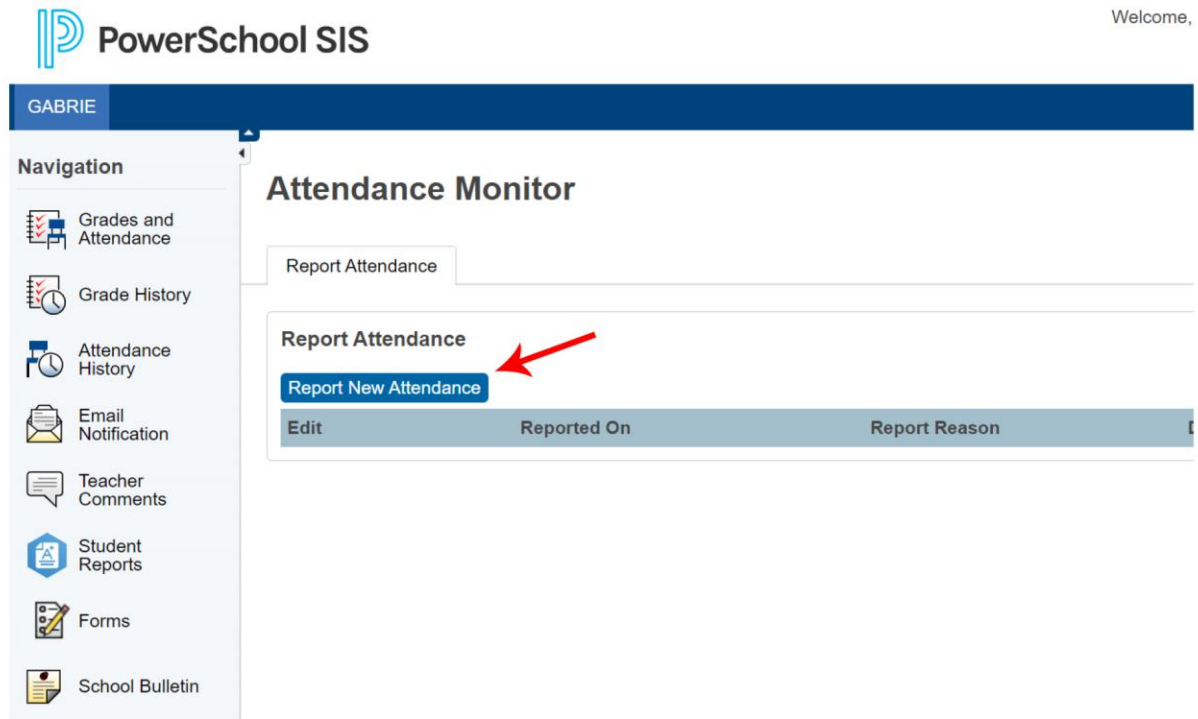 Welcome,
PowerSchool SIS
GABRIE
Navigation
Grades and
Attendance
Grade History
Attendance
History
Email
Notification
Teacher
Comments
Student
Reports
Forms
School Bulletin
Attendance Monitor
Report Attendance
Report Attendance
Report New Attendance
Edit Reported On Report Reason